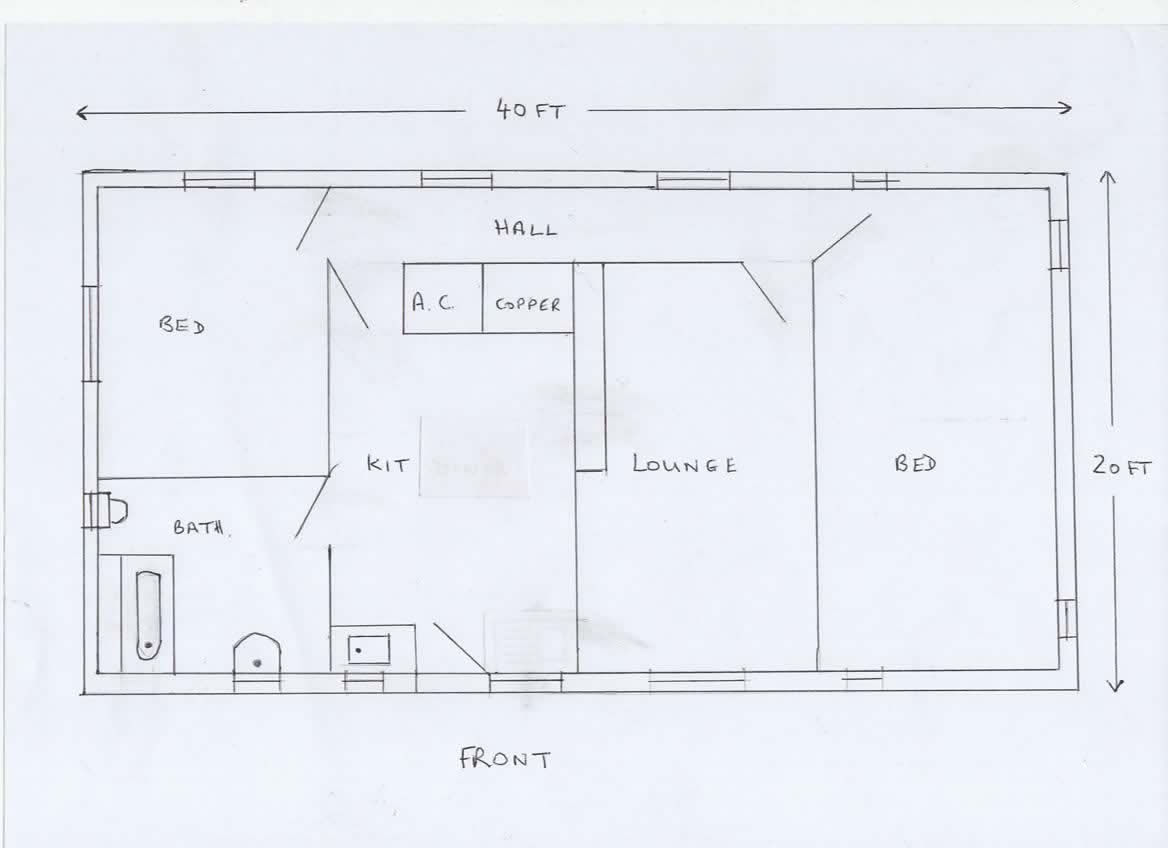 40 FT
HALL
A.C.
COPPER
BED
KIT
LOUNGE
BED
20 FT
BATH.
FRONT